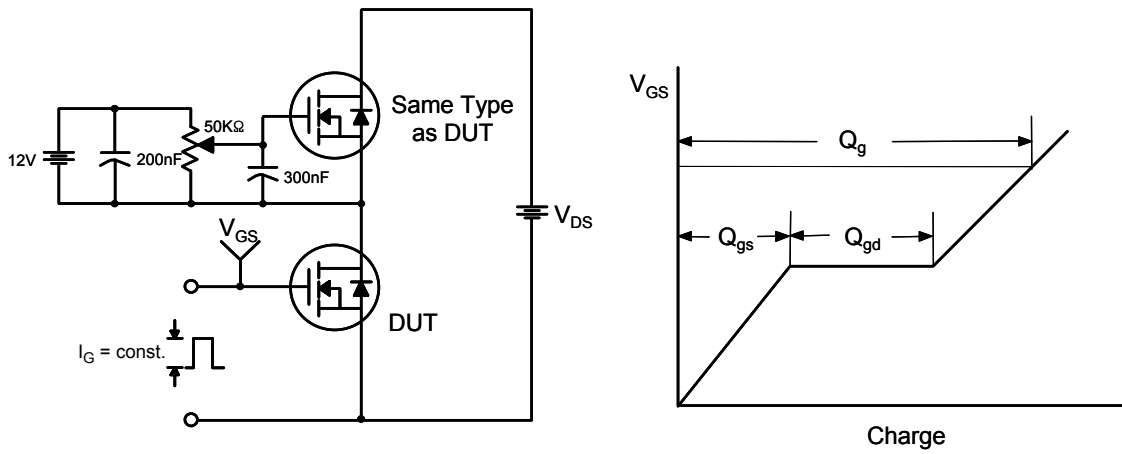 12V
200nF
50KΩ
300nF
Same Type
as DUT
V_DS
V_GS
DUT
I_G = const.
V_GS
Q_g
Q_gs
Q_gd
Charge